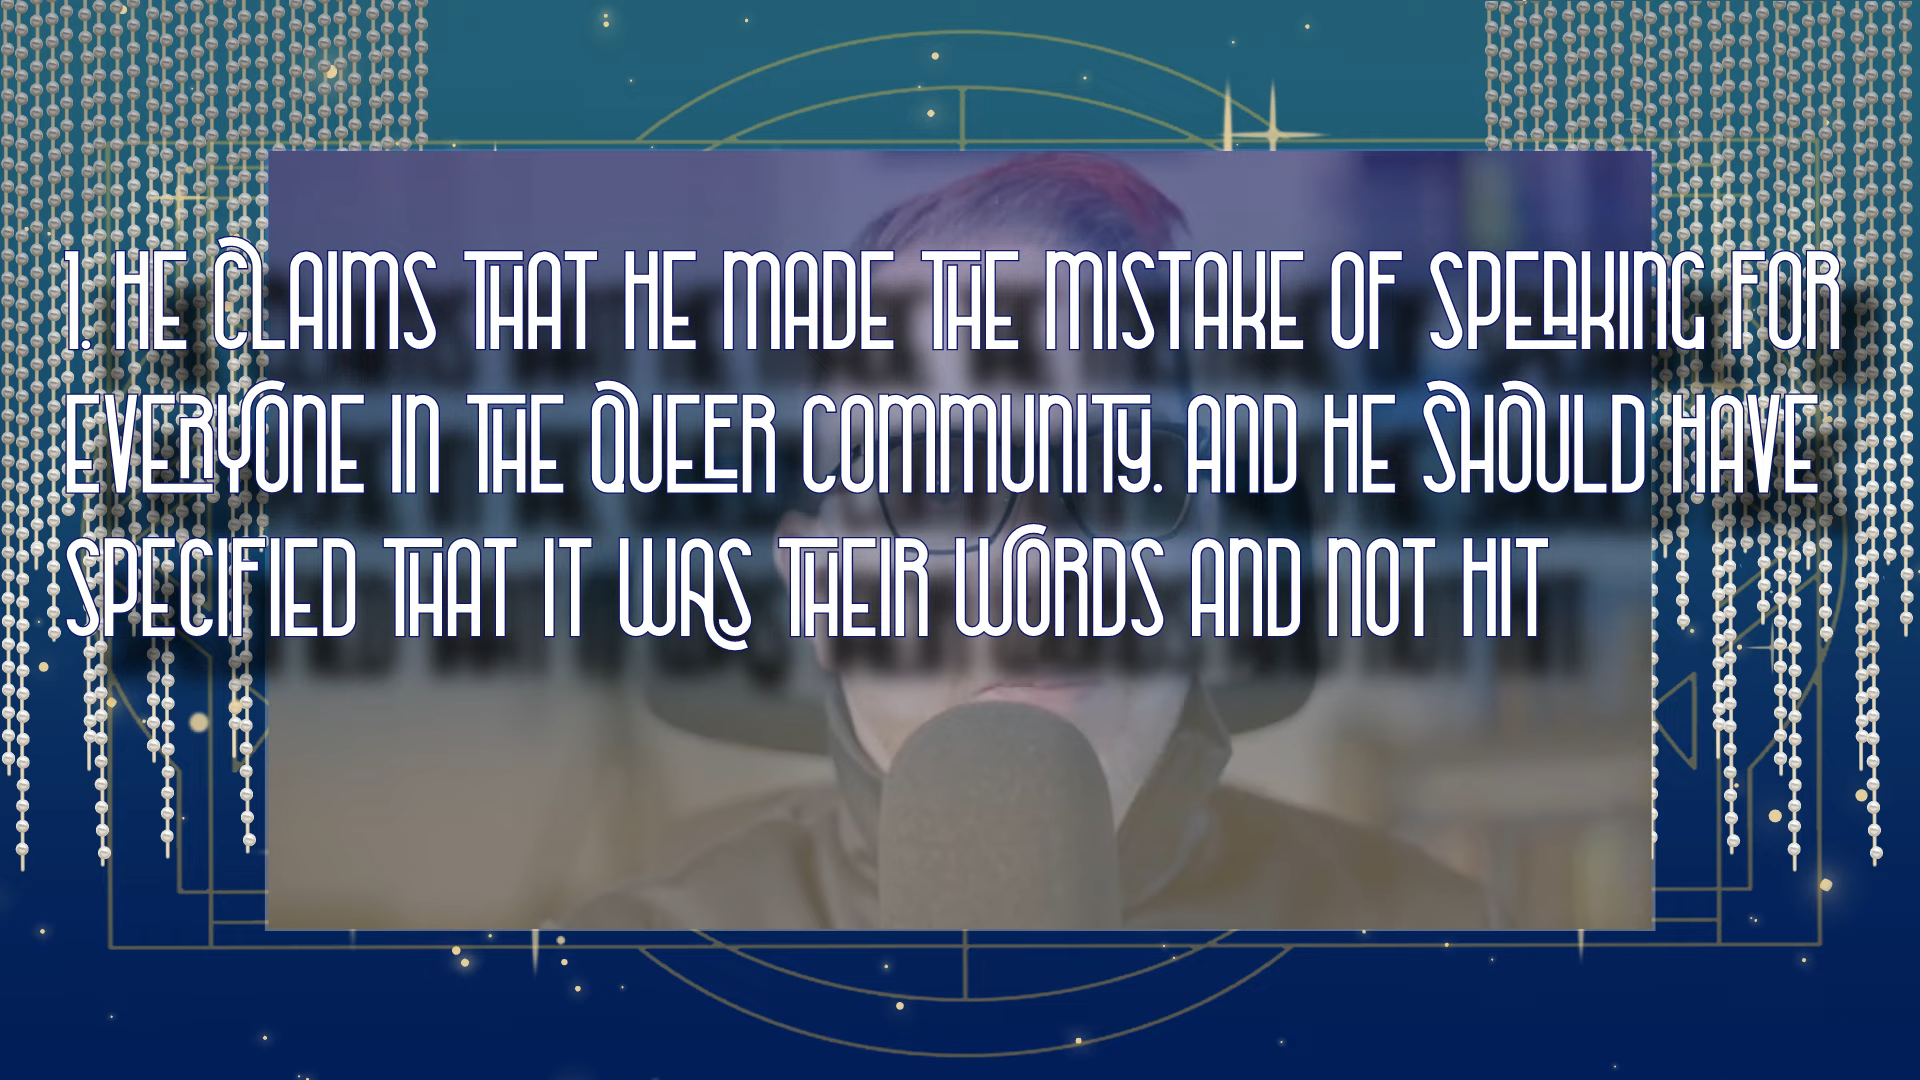 1. HE CLAIMS THAT HE MADE THE MISTAKE OF SPEAKING FOR
EVERYONE IN THE QUEER COMMUNITY. AND HE SHOULD HAVE
SPECIFIED THAT IT WAS THEIR WORDS AND NOT HIT